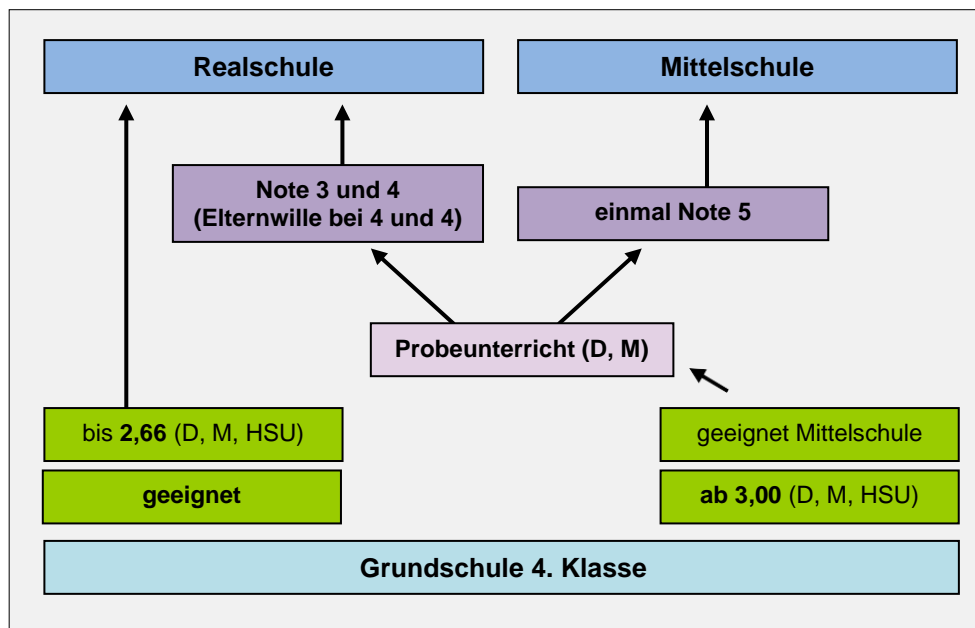 Realschule
Mittelschule
Note 3 und 4
(Elternwille bei 4 und 4)
einmal Note 5
Probeunterricht (D, M)
bis 2,66 (D, M, HSU)
geeignet Mittelschule
geeignet
ab 3,00 (D, M, HSU)
Grundschule 4. Klasse